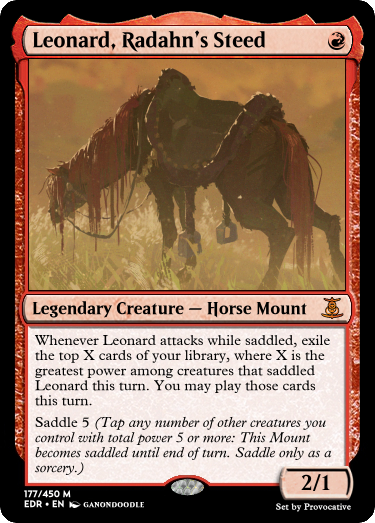 Leonard, Radahn's Steed
Legendary Creature — Horse Mount
Whenever Leonard attacks while saddled, exile
the top X cards of your library, where X is the
greatest power among creatures that saddled
Leonard this turn. You may play those cards
this turn.
Saddle 5 (Tap any number of other creatures you
control with total power 5 or more: This Mount
becomes saddled until end of turn. Saddle only as a
sorcery.)
2/1
177/450 M
EDR • EN GANONDOODLE
Set by Provocative